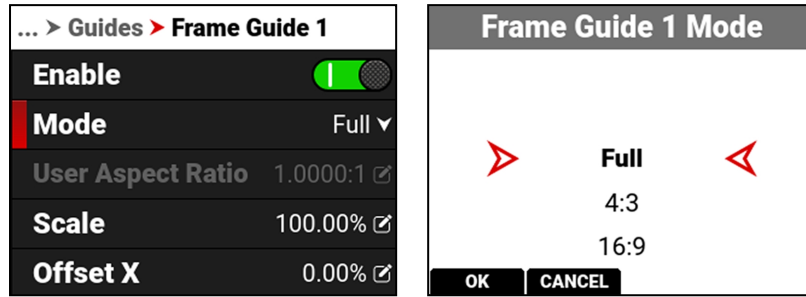 ... > Guides > Frame Guide 1
Enable
Mode Full
User Aspect Ratio 1.0000:1
Scale 100.00%
Offset X 0.00%
Frame Guide 1 Mode
Full
4:3
16:9
OK CANCEL